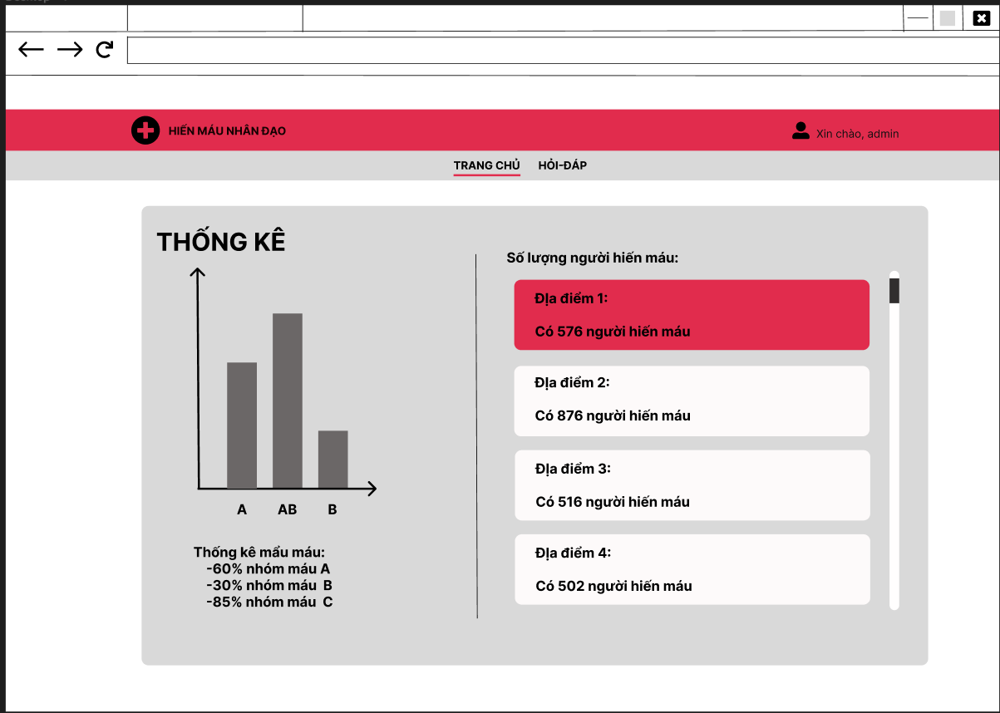 HIẾN MÁU NHÂN ĐẠO
Xin chào, admin
TRANG CHỦ
HỎI-ĐÁP
THỐNG KÊ
A
AB
B
Thống kê mẩu máu:
-60% nhóm máu A
-30% nhóm máu B
-85% nhóm máu C
Số lượng người hiến máu:
Địa điểm 1:
Có 576 người hiến máu
Địa điểm 2:
Có 876 người hiến máu
Địa điểm 3:
Có 516 người hiến máu
Địa điểm 4:
Có 502 người hiến máu